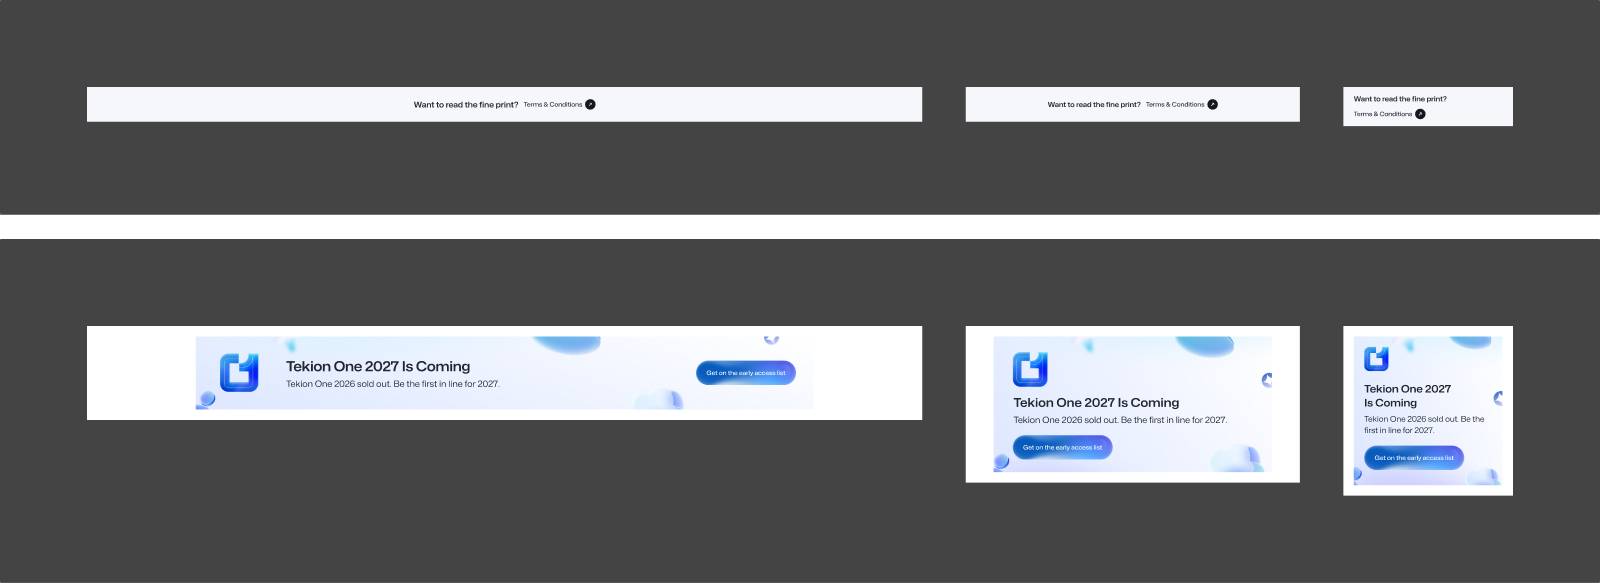 Want to read the fine print? Terms & Conditions
Want to read the fine print? Terms & Conditions
Want to read the fine print?
Terms & Conditions
Tekion One 2027 Is Coming
Tekion One 2026 sold out. Be the first in line for 2027.
Get on the early access list
Tekion One 2027 Is Coming
Tekion One 2026 sold out. Be the first in line for 2027.
Get on the early access list
Tekion One 2027
Is Coming
Tekion One 2026 sold out. Be the
first in line for 2027.
Get on the early access list